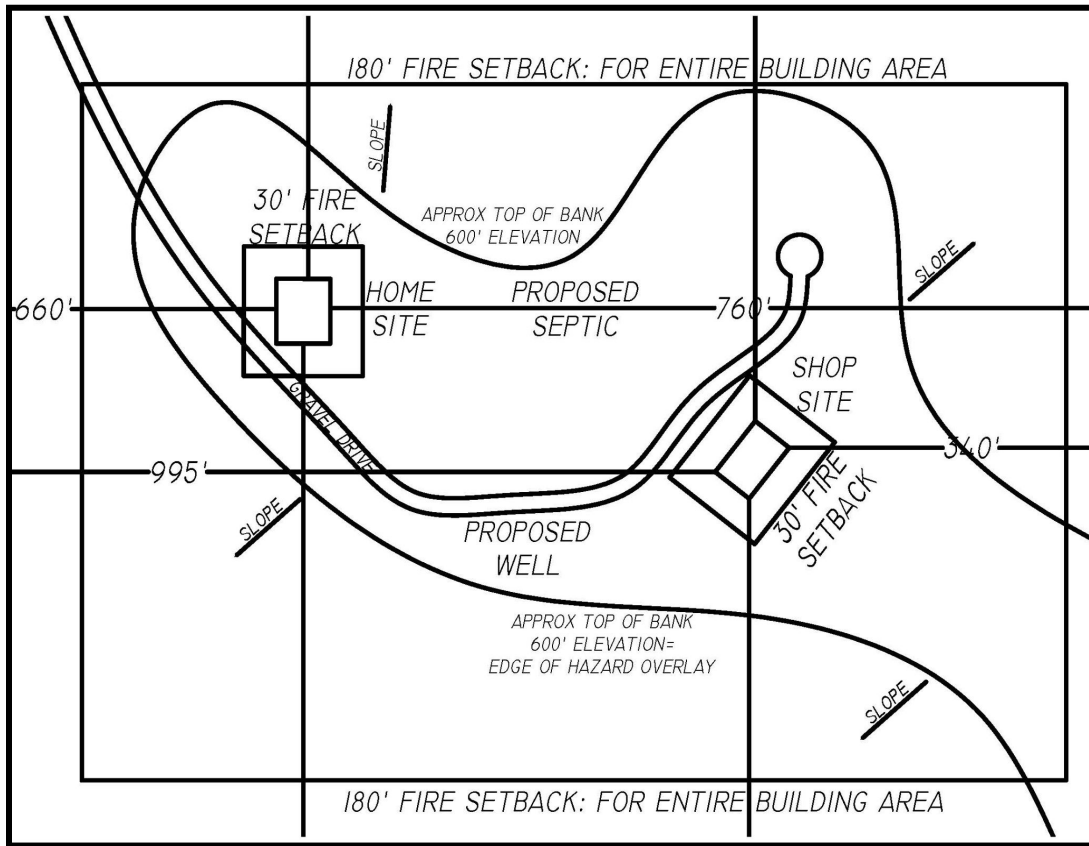 180' FIRE SETBACK: FOR ENTIRE BUILDING AREA
SLOPE
30' FIRE
SETBACK
APPROX TOP OF BANK
600' ELEVATION
SLOPE
660'
HOME
SITE
PROPOSED
SEPTIC
760'
SHOP
SITE
GRAVEL DRIVE
995'
340'
30' FIRE
SETBACK
SLOPE
PROPOSED
WELL
APPROX TOP OF BANK
600' ELEVATION=
EDGE OF HAZARD OVERLAY
SLOPE
180' FIRE SETBACK: FOR ENTIRE BUILDING AREA